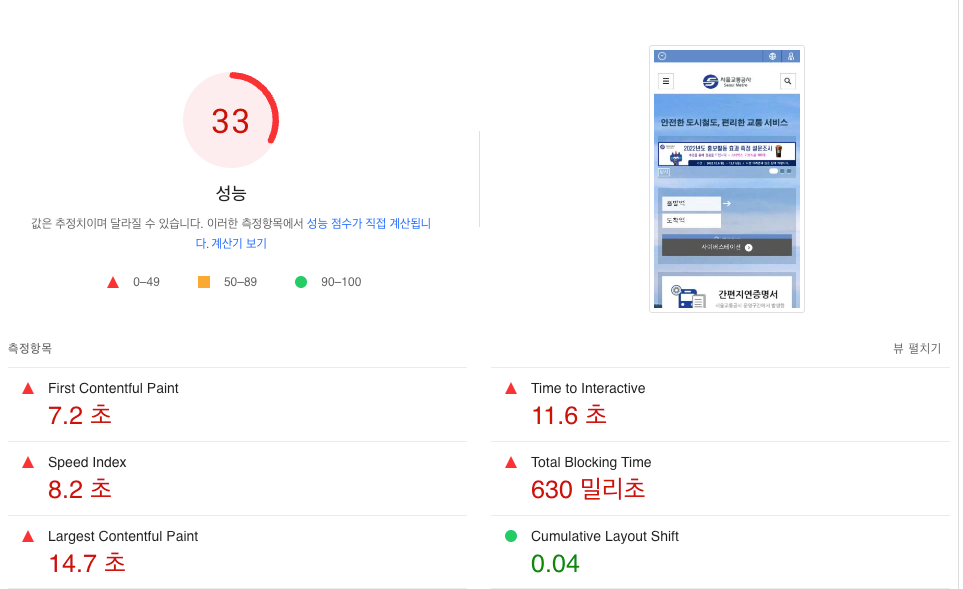 33
성능
값은 추정치이며 달라질 수 있습니다. 이러한 측정항목에서 성능 점수가 직접 계산됩니
다. 계산기 보기
0–49
50–89
90–100
서울교통공사
Seoul Metro
안전한 도시철도, 편리한 교통 서비스
2022년도 홍보활동 효과 측정 설문조사
출발역
도착역
사이버스테이션
간편지연증명서
측정항목
뷰 펼치기
First Contentful Paint
7.2 초
Time to Interactive
11.6 초
Speed Index
8.2 초
Total Blocking Time
630 밀리초
Largest Contentful Paint
14.7 초
Cumulative Layout Shift
0.04